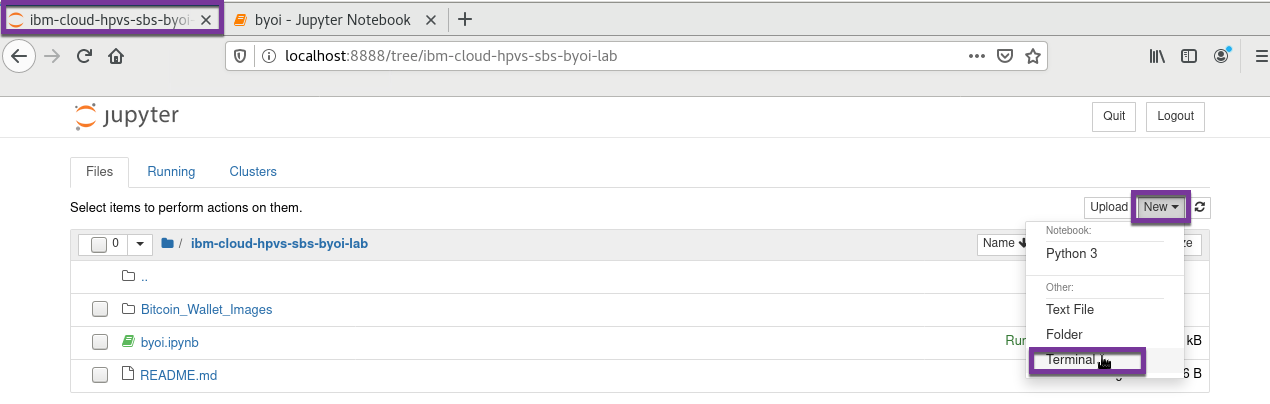 ibm-cloud-hpvs-sbs-byoi-
byoi - Jupyter Notebook
localhost:8888/tree/ibm-cloud-hpvs-sbs-byoi-lab
jupyter
Quit
Logout
Files
Running
Clusters
Select items to perform actions on them.
Upload
New
0
/
ibm-cloud-hpvs-sbs-byoi-lab
Name
ze
Notebook:
Python 3
Other:
Text File
Folder
Terminal
..
Bitcoin_Wallet_Images
byoi.ipynb
Run
kB
README.md
6 B